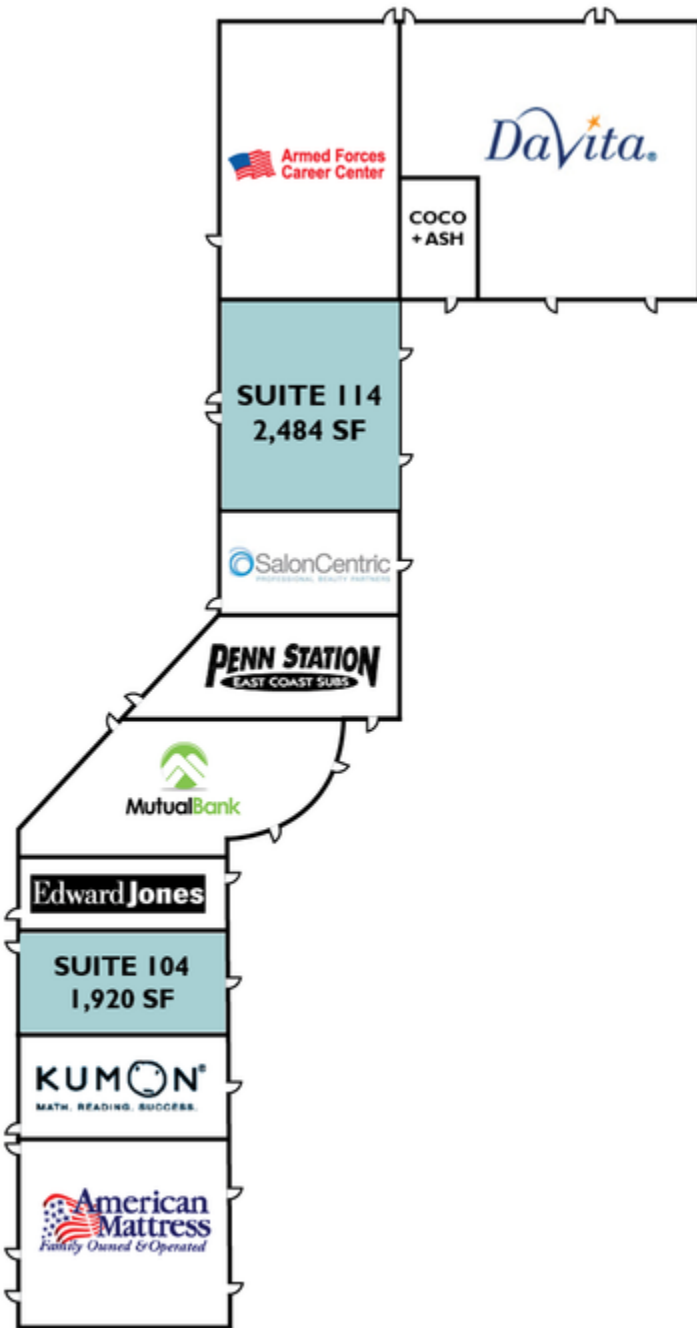 Armed Forces
Career Center
DaVita®
COCO
+ ASH
SUITE 114
2,484 SF
SalonCentric
PROFESSIONAL BEAUTY PARTNERS
PENN STATION
EAST COAST SUBS
MutualBank
Edward Jones
SUITE 104
1,920 SF
KUMON®
MATH. READING. SUCCESS.
American
Mattress
Family Owned & Operated